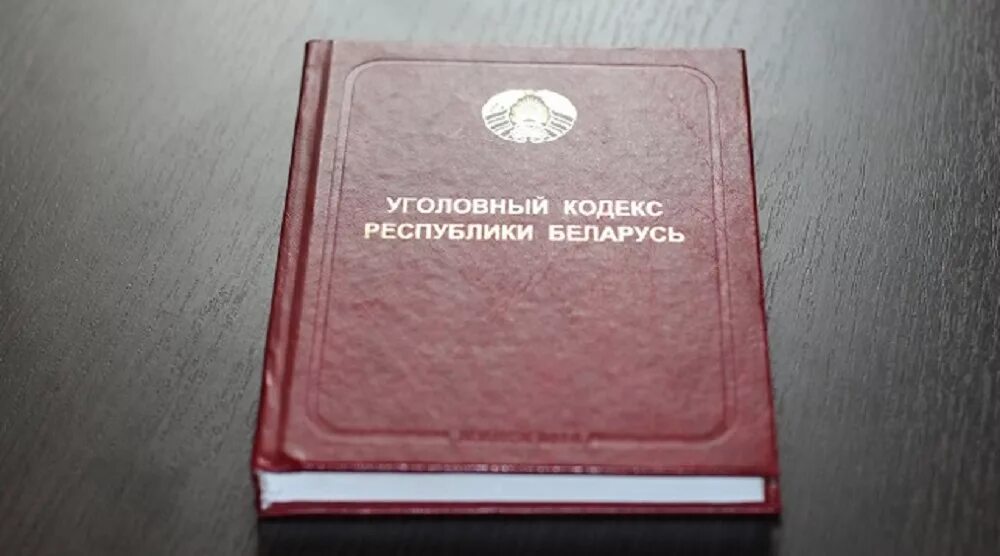 УГОЛОВНЫЙ КОДЕКС
РЕСПУБЛИКИ БЕЛАРУСЬ